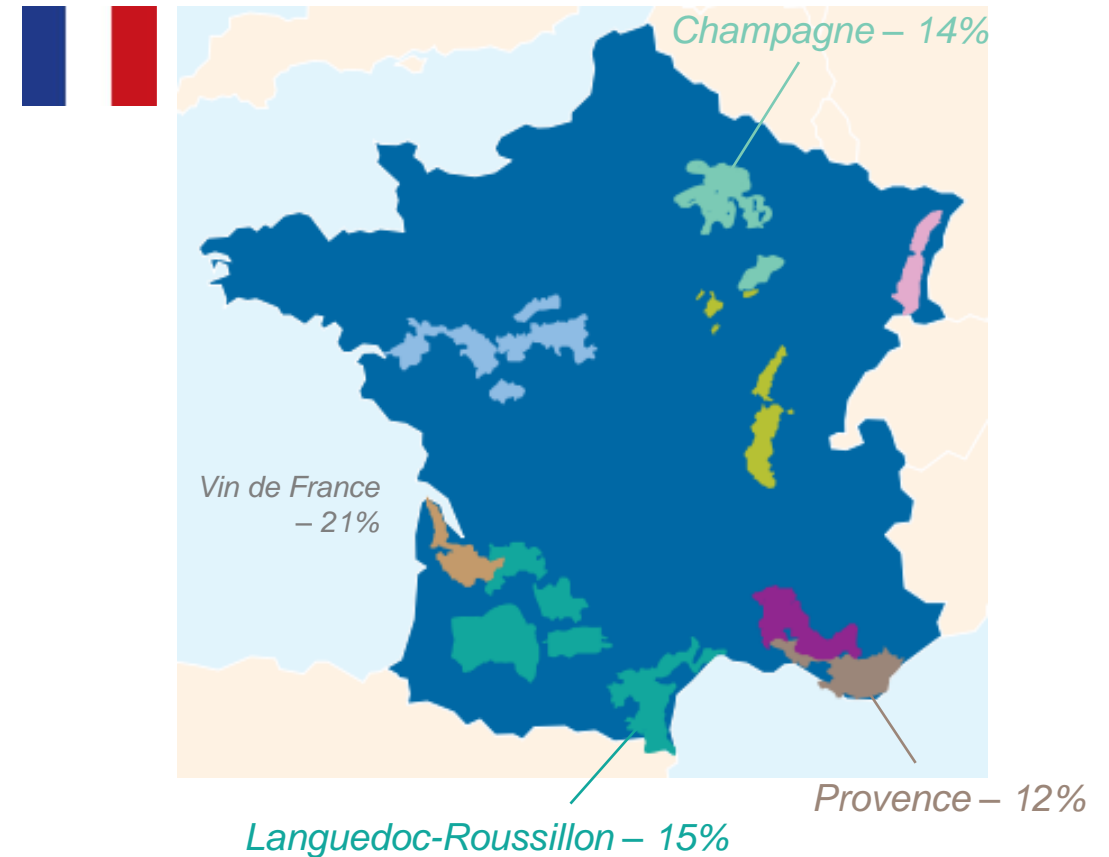 Champagne – 14%
Vin de France
– 21%
Provence – 12%
Languedoc-Roussillon – 15%